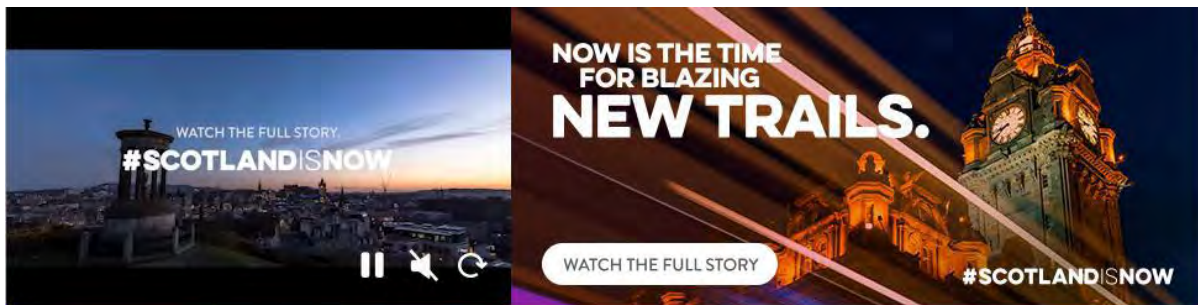 WATCH THE FULL STORY.
#SCOTLANDISNOW
NOW IS THE TIME
FOR BLAZING
NEW TRAILS.
WATCH THE FULL STORY
#SCOTLANDISNOW